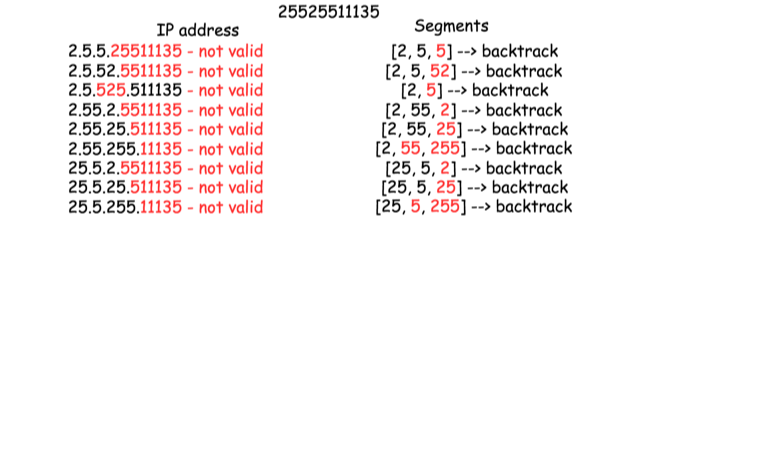 25525511135
IP address Segments
2.5.5.25511135 - not valid [2, 5, 5] --> backtrack
2.5.52.5511135 - not valid [2, 5, 52] --> backtrack
2.5.525.511135 - not valid [2, 5] --> backtrack
2.55.2.5511135 - not valid [2, 55, 2] --> backtrack
2.55.25.511135 - not valid [2, 55, 25] --> backtrack
2.55.255.11135 - not valid [2, 55, 255] --> backtrack
25.5.2.5511135 - not valid [25, 5, 2] --> backtrack
25.5.25.511135 - not valid [25, 5, 25] --> backtrack
25.5.255.11135 - not valid [25, 5, 255] --> backtrack